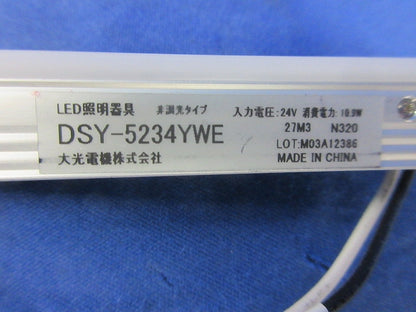 LED照明器具 非調光タイプ 入力電圧:24V 消費電力:10.9W
DSY-5234YWE 27M3 N320
大光電機株式会社 LOT:M03A12386
MADE IN CHINA